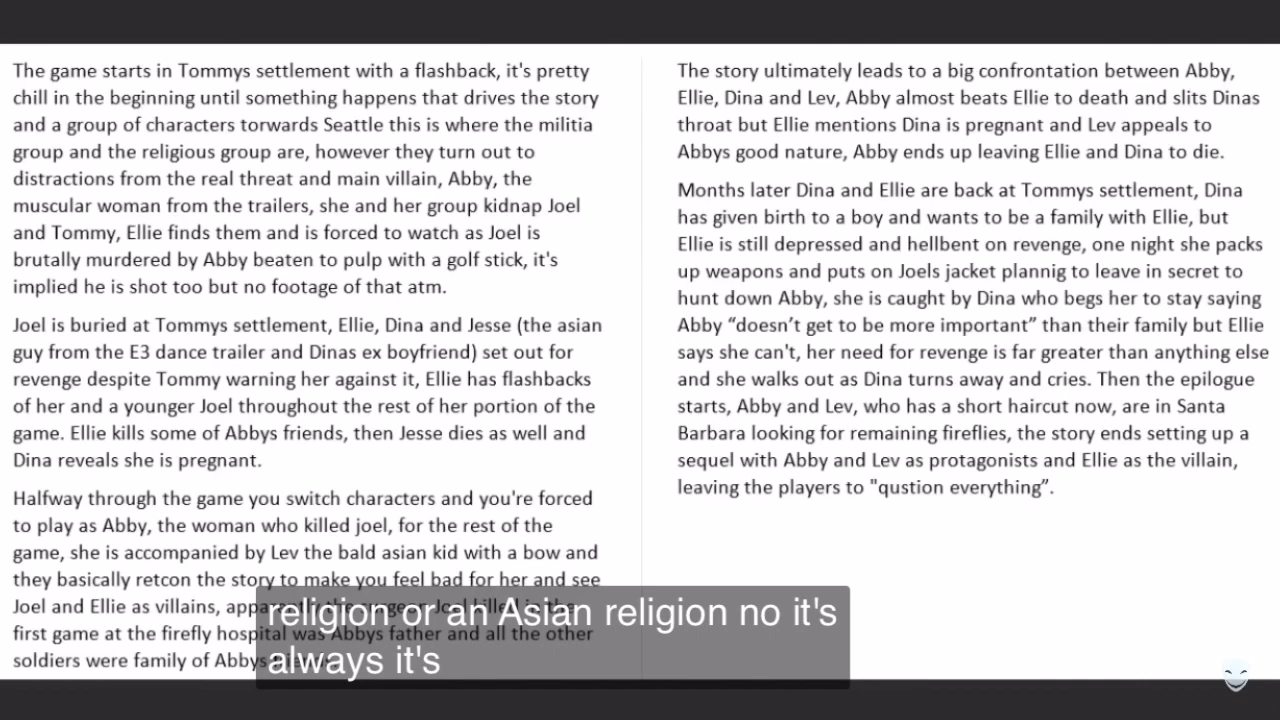 The game starts in Tommys settlement with a flashback, it's pretty
chill in the beginning until something happens that drives the story
and a group of characters torwards Seattle this is where the militia
group and the religious group are, however they turn out to
distractions from the real threat and main villain, Abby, the
muscular woman from the trailers, she and her group kidnap Joel
and Tommy, Ellie finds them and is forced to watch as Joel is
brutally murdered by Abby beaten to pulp with a golf stick, it's
implied he is shot too but no footage of that atm.
Joel is buried at Tommys settlement, Ellie, Dina and Jesse (the asian
guy from the E3 dance trailer and Dinas ex boyfriend) set out for
revenge despite Tommy warning her against it, Ellie has flashbacks
of her and a younger Joel throughout the rest of her portion of the
game. Ellie kills some of Abbys friends, then Jesse dies as well and
Dina reveals she is pregnant.
Halfway through the game you switch characters and you're forced
to play as Abby, the woman who killed joel, for the rest of the
game, she is accompanied by Lev the bald asian kid with a bow and
they basically retcon the story to make you feel bad for her and see
Joel and Ellie as villains,
first game at the firefly hospital was Abbys father and all the other
soldiers were family of Abbys
The story ultimately leads to a big confrontation between Abby,
Ellie, Dina and Lev, Abby almost beats Ellie to death and slits Dinas
throat but Ellie mentions Dina is pregnant and Lev appeals to
Abbys good nature, Abby ends up leaving Ellie and Dina to die.
Months later Dina and Ellie are back at Tommys settlement, Dina
has given birth to a boy and wants to be a family with Ellie, but
Ellie is still depressed and hellbent on revenge, one night she packs
up weapons and puts on Joels jacket plannig to leave in secret to
hunt down Abby, she is caught by Dina who begs her to stay saying
Abby “doesn’t get to be more important” than their family but Ellie
says she can't, her need for revenge is far greater than anything else
and she walks out as Dina turns away and cries. Then the epilogue
starts, Abby and Lev, who has a short haircut now, are in Santa
Barbara looking for remaining fireflies, the story ends setting up a
sequel with Abby and Lev as protagonists and Ellie as the villain,
leaving the players to "qustion everything”.
religion or an Asian religion no it's
always it's